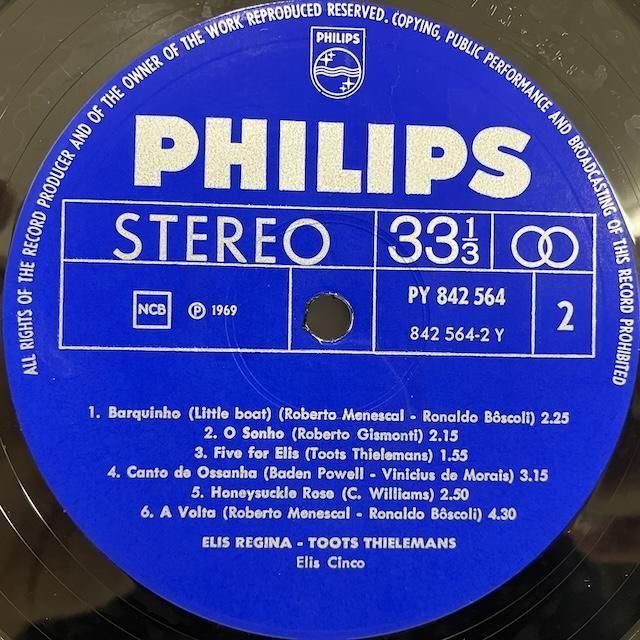 ALL RIGHTS OF THE RECORD PRODUCER AND OF THE OWNER OF THE WORK REPRODUCED RESERVED. COPYING, PUBLIC PERFORMANCE AND BROADCASTING OF THIS RECORD PROHIBITED
PHILIPS
PHILIPS
STEREO 33 1/3
NCB Ⓟ 1969 PY 842 564 2
842 564-2 Y
1. Barquinho (Little boat) (Roberto Menescal - Ronaldo Bôscoli) 2.25
2. O Sonho (Roberto Gismonti) 2.15
3. Five for Elis (Toots Thielemans) 1.55
4. Canto de Ossanha (Baden Powell - Vinicius de Morais) 3.15
5. Honeysuckle Rose (C. Williams) 2.50
6. A Volta (Roberto Menescal - Ronaldo Bôscoli) 4.30
ELIS REGINA - TOOTS THIELEMANS
Elis Cinco